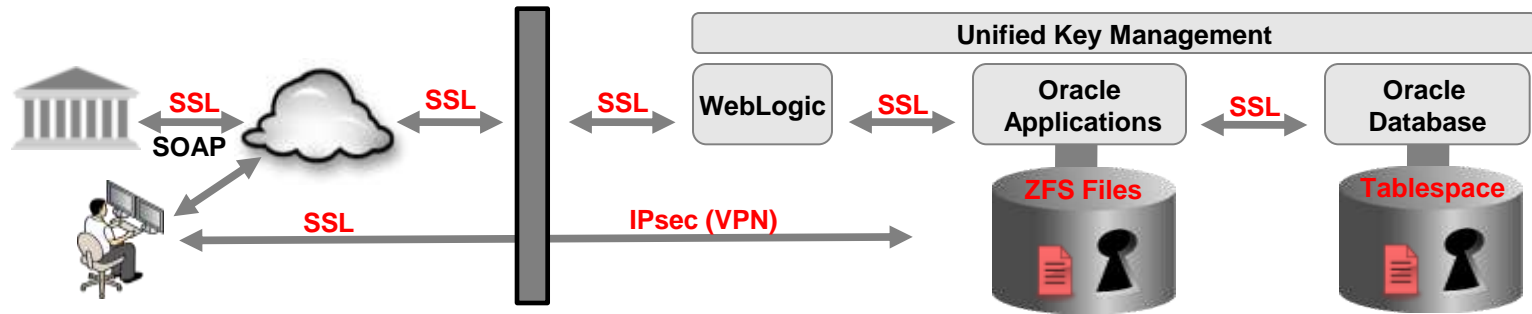 Unified Key Management
SSL
SOAP
SSL
SSL
WebLogic
SSL
Oracle
Applications
SSL
Oracle
Database
ZFS Files
Tablespace
SSL
IPsec (VPN)